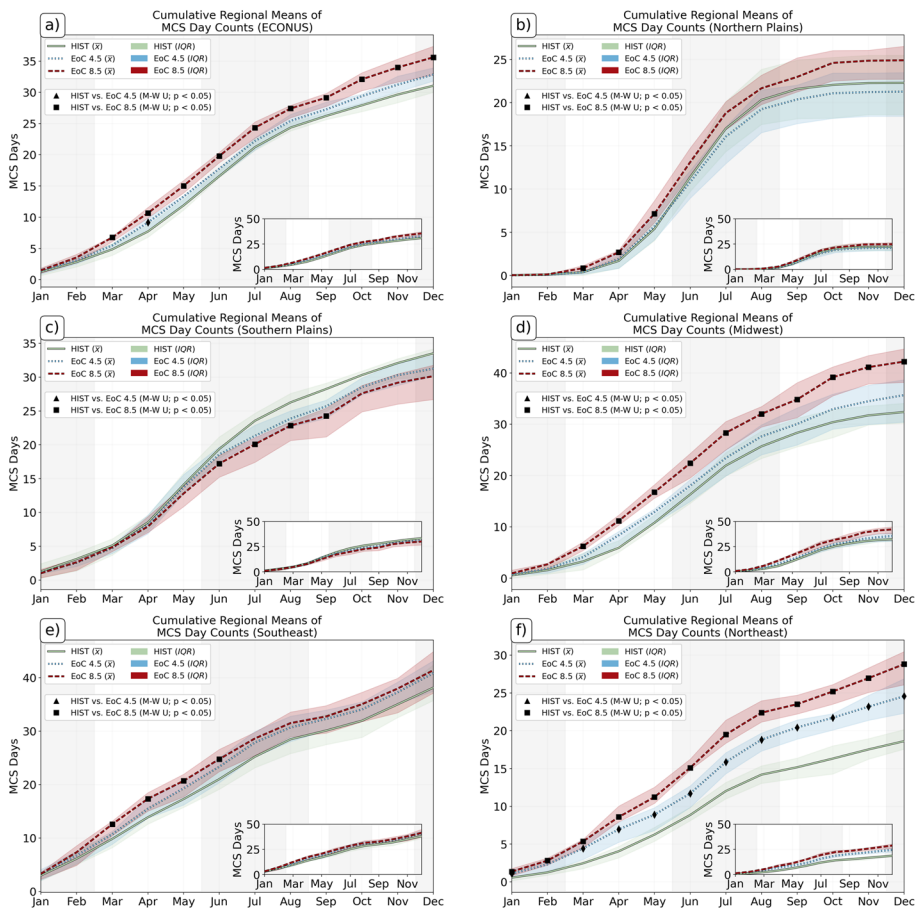 a)
Cumulative Regional Means of
MCS Day Counts (ECONUS)
HIST (x̅)
EoC 4.5 (x̅)
EoC 8.5 (x̅)
HIST (IQR)
EoC 4.5 (IQR)
EoC 8.5 (IQR)
HIST vs. EoC 4.5 (M-W U; p < 0.05)
HIST vs. EoC 8.5 (M-W U; p < 0.05)
MCS Days
35
30
25
20
15
10
5
0
Jan Feb Mar Apr May Jun Jul Aug Sep Oct Nov Dec
MCS Days
50
25
0
Jan Mar May Jul Sep Nov
b)
Cumulative Regional Means of
MCS Day Counts (Northern Plains)
HIST (x̅)
EoC 4.5 (x̅)
EoC 8.5 (x̅)
HIST (IQR)
EoC 4.5 (IQR)
EoC 8.5 (IQR)
HIST vs. EoC 4.5 (M-W U; p < 0.05)
HIST vs. EoC 8.5 (M-W U; p < 0.05)
MCS Days
25
20
15
10
5
0
Jan Feb Mar Apr May Jun Jul Aug Sep Oct Nov Dec
MCS Days
50
25
0
Jan Mar May Jul Sep Nov
c)
Cumulative Regional Means of
MCS Day Counts (Southern Plains)
HIST (x̅)
EoC 4.5 (x̅)
EoC 8.5 (x̅)
HIST (IQR)
EoC 4.5 (IQR)
EoC 8.5 (IQR)
HIST vs. EoC 4.5 (M-W U; p < 0.05)
HIST vs. EoC 8.5 (M-W U; p < 0.05)
MCS Days
35
30
25
20
15
10
5
0
Jan Feb Mar Apr May Jun Jul Aug Sep Oct Nov Dec
MCS Days
50
25
0
Jan Mar May Jul Sep Nov
d)
Cumulative Regional Means of
MCS Day Counts (Midwest)
HIST (x̅)
EoC 4.5 (x̅)
EoC 8.5 (x̅)
HIST (IQR)
EoC 4.5 (IQR)
EoC 8.5 (IQR)
HIST vs. EoC 4.5 (M-W U; p < 0.05)
HIST vs. EoC 8.5 (M-W U; p < 0.05)
MCS Days
40
30
20
10
0
Jan Feb Mar Apr May Jun Jul Aug Sep Oct Nov Dec
MCS Days
50
25
0
Jan Mar May Jul Sep Nov
e)
Cumulative Regional Means of
MCS Day Counts (Southeast)
HIST (x̅)
EoC 4.5 (x̅)
EoC 8.5 (x̅)
HIST (IQR)
EoC 4.5 (IQR)
EoC 8.5 (IQR)
HIST vs. EoC 4.5 (M-W U; p < 0.05)
HIST vs. EoC 8.5 (M-W U; p < 0.05)
MCS Days
40
30
20
10
0
Jan Feb Mar Apr May Jun Jul Aug Sep Oct Nov Dec
MCS Days
50
25
0
Jan Mar May Jul Sep Nov
f)
Cumulative Regional Means of
MCS Day Counts (Northeast)
HIST (x̅)
EoC 4.5 (x̅)
EoC 8.5 (x̅)
HIST (IQR)
EoC 4.5 (IQR)
EoC 8.5 (IQR)
HIST vs. EoC 4.5 (M-W U; p < 0.05)
HIST vs. EoC 8.5 (M-W U; p < 0.05)
MCS Days
30
25
20
15
10
5
0
Jan Feb Mar Apr May Jun Jul Aug Sep Oct Nov Dec
MCS Days
50
25
0
Jan Mar May Jul Sep Nov